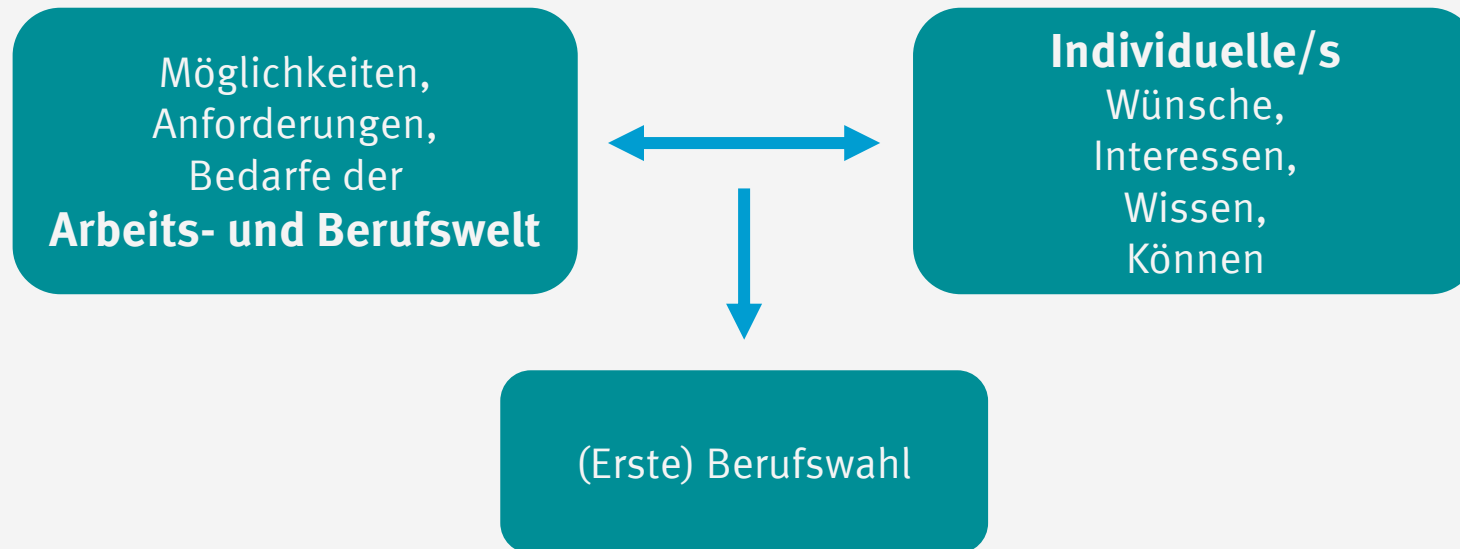 Möglichkeiten,
Anforderungen,
Bedarfe der
Arbeits- und Berufswelt
Individuelle/s
Wünsche,
Interessen,
Wissen,
Können
(Erste) Berufswahl